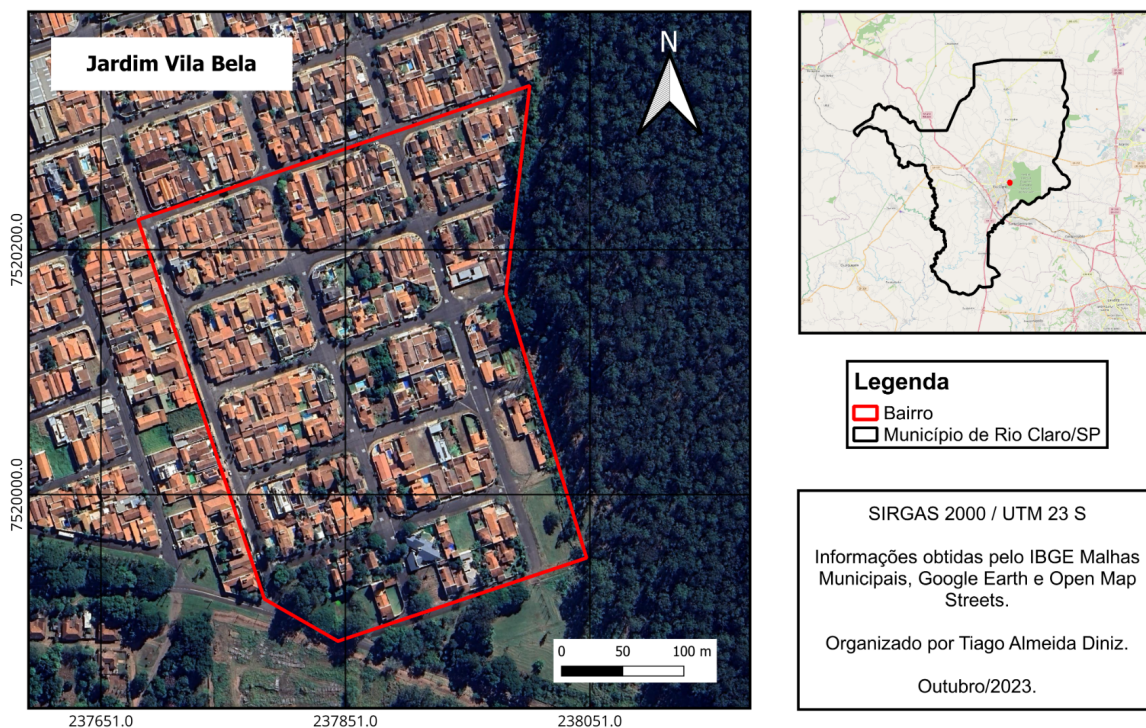 Jardim Vila Bela
N
7520200.0
7520000.0
0 50 100 m
237651.0 237851.0 238051.0
Legenda
Bairro
Município de Rio Claro/SP
SIRGAS 2000 / UTM 23 S
Informações obtidas pelo IBGE Malhas
Municipais, Google Earth e Open Map
Streets.
Organizado por Tiago Almeida Diniz.
Outubro/2023.